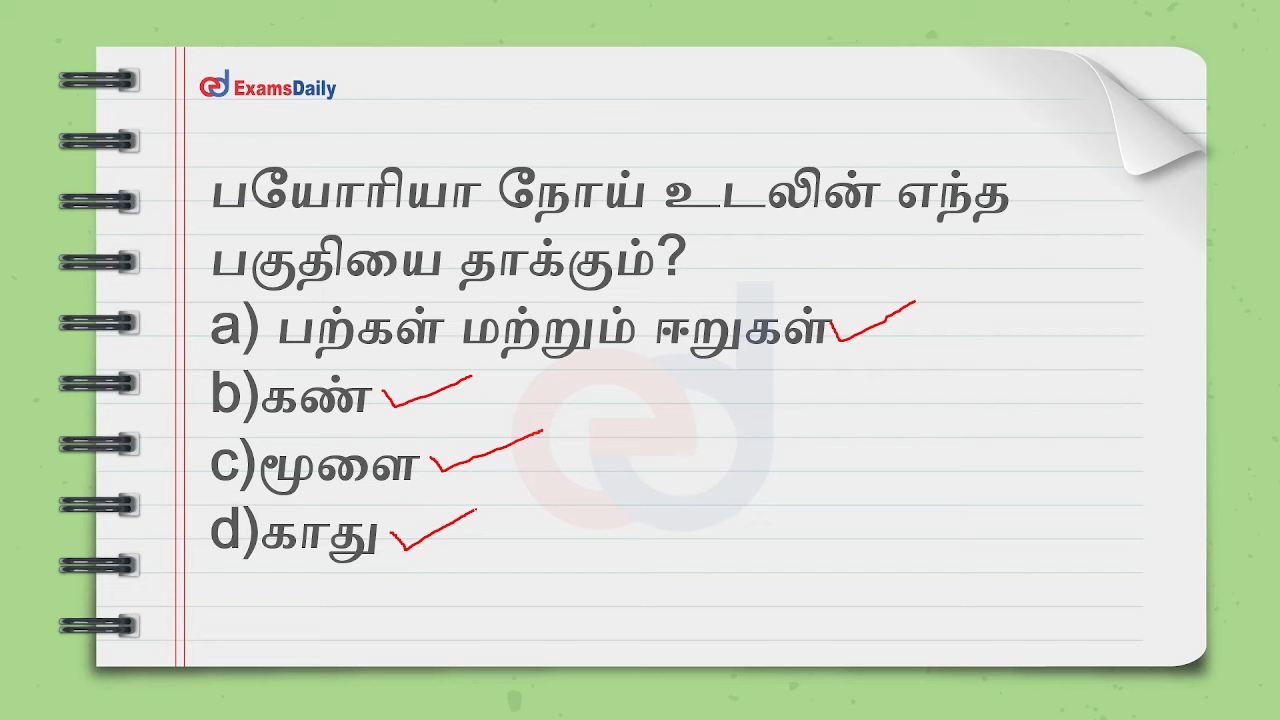 ExamsDaily
பயோரியா நோய் உடலின் எந்த
பகுதியை தாக்கும்?
a) பற்கள் மற்றும் ஈறுகள்
b)கண்
c)மூளை
d)காது